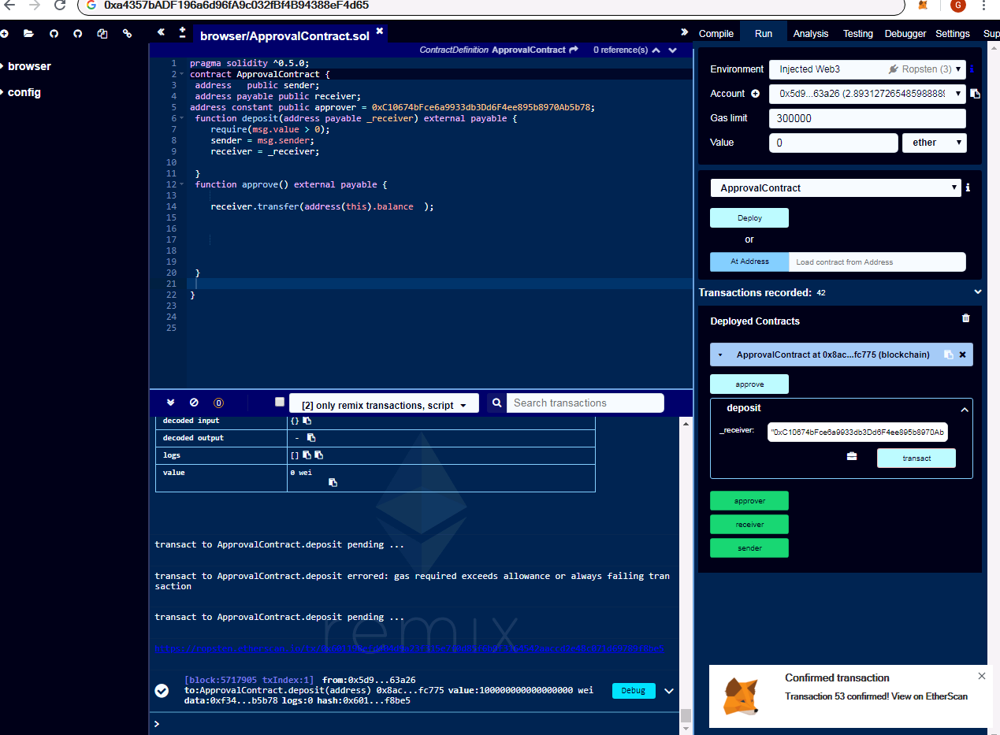 0xa4357bADF196a6d96fA9c032fBf4B94388eF4d65
G
browser/ApprovalContract.sol
Compile Run Analysis Testing Debugger Settings Sup
ContractDefinition ApprovalContract 0 reference(s)
browser
config
1 pragma solidity ^0.5.0;
2 contract ApprovalContract {
3 address public sender;
4 address payable public receiver;
5 address constant public approver = 0xC10674bFce6a9933db3Dd6F4ee895b8970Ab5b78;
6 function deposit(address payable _receiver) external payable {
7 require(msg.value > 0);
8 sender = msg.sender;
9 receiver = _receiver;
10
11 }
12 function approve() external payable {
13
14 receiver.transfer(address(this).balance );
15
16
17
18
19
20 }
21
22 }
23
24
25
[2] only remix transactions, script
Search transactions
decoded input {}
decoded output -
logs []
value 0 wei
transact to ApprovalContract.deposit pending ...
transact to ApprovalContract.deposit errored: gas required exceeds allowance or always failing tran
saction
transact to ApprovalContract.deposit pending ...
remix
[block:5717905 txIndex:1] from:0x5d9...63a26
to:ApprovalContract.deposit(address) 0x8ac...fc775 value:100000000000000000 wei
data:0xf34...b5b78 logs:0 hash:0x601...f8be5
Debug
>
Environment Injected Web3 Ropsten (3)
Account 0x5d9...63a26 (2.893127265485988889
Gas limit 300000
Value 0 ether
ApprovalContract
Deploy
or
At Address Load contract from Address
Transactions recorded: 42
Deployed Contracts
ApprovalContract at 0x8ac...fc775 (blockchain)
approve
deposit
_receiver: "0xC10674bFce6a9933db3Dd6F4ee895b8970Ab
transact
approver
receiver
sender
Confirmed transaction
Transaction 53 confirmed! View on EtherScan